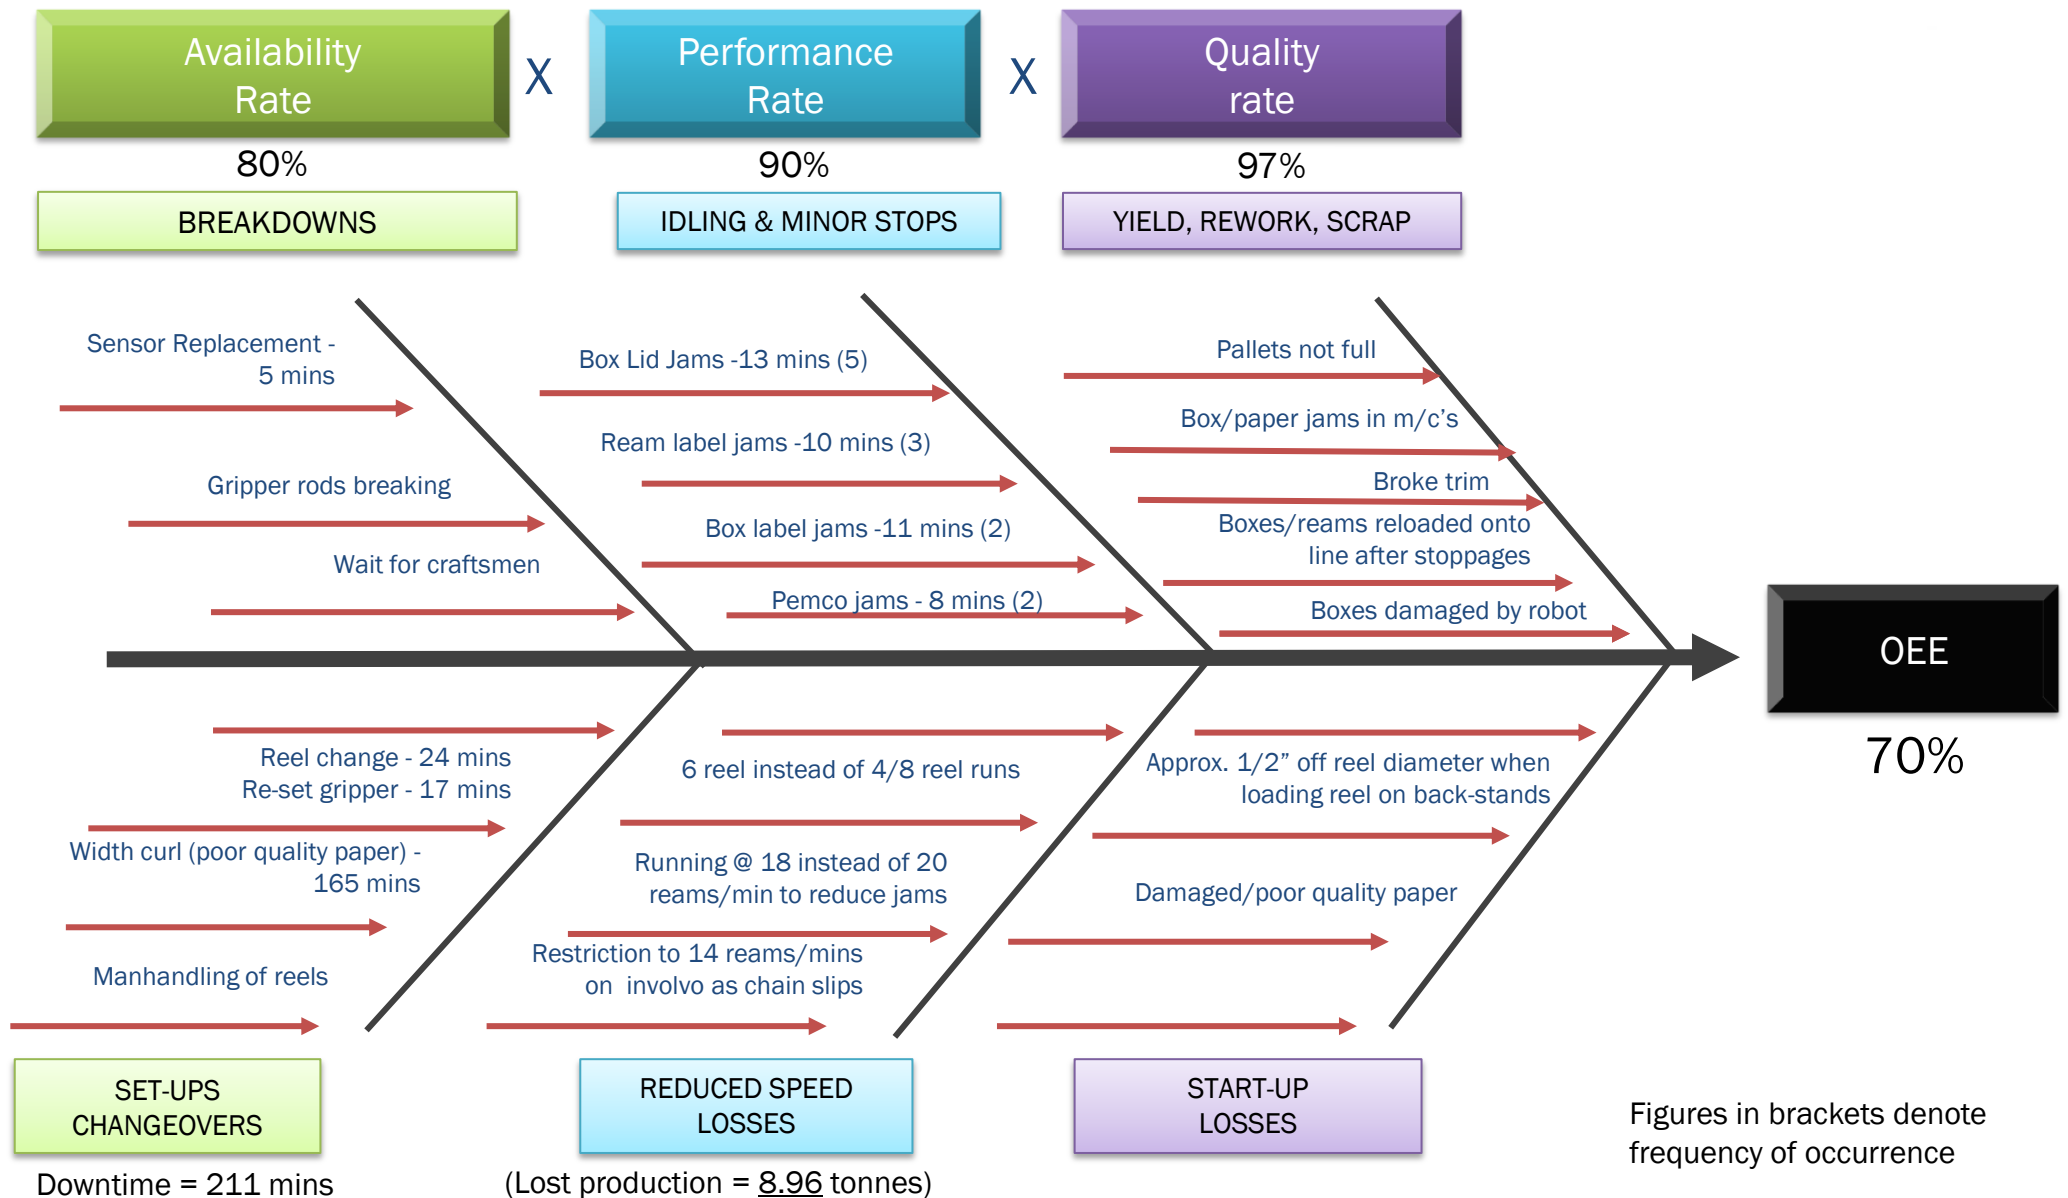 Availability
Rate
X
Performance
Rate
X
Quality
rate
80%
90%
97%
BREAKDOWNS
IDLING & MINOR STOPS
YIELD, REWORK, SCRAP
Sensor Replacement -
5 mins
Gripper rods breaking
Wait for craftsmen
Box Lid Jams -13 mins (5)
Ream label jams -10 mins (3)
Box label jams -11 mins (2)
Pemco jams - 8 mins (2)
Pallets not full
Box/paper jams in m/c’s
Broke trim
Boxes/reams reloaded onto
line after stoppages
Boxes damaged by robot
OEE
70%
Reel change - 24 mins
Re-set gripper - 17 mins
Width curl (poor quality paper) -
165 mins
Manhandling of reels
6 reel instead of 4/8 reel runs
Running @ 18 instead of 20
reams/min to reduce jams
Restriction to 14 reams/mins
on involvo as chain slips
Approx. 1/2” off reel diameter when
loading reel on back-stands
Damaged/poor quality paper
SET-UPS
CHANGEOVERS
REDUCED SPEED
LOSSES
START-UP
LOSSES
Downtime = 211 mins
(Lost production = 8.96 tonnes)
Figures in brackets denote
frequency of occurrence